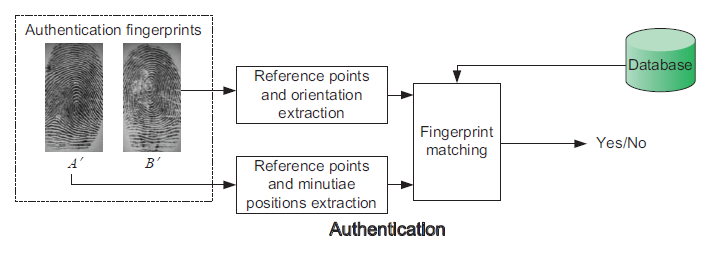 Authentication fingerprints
A′
B′
Reference points
and orientation
extraction
Reference points
and minutiae
positions extraction
Fingerprint
matching
Database
Yes/No
Authentication